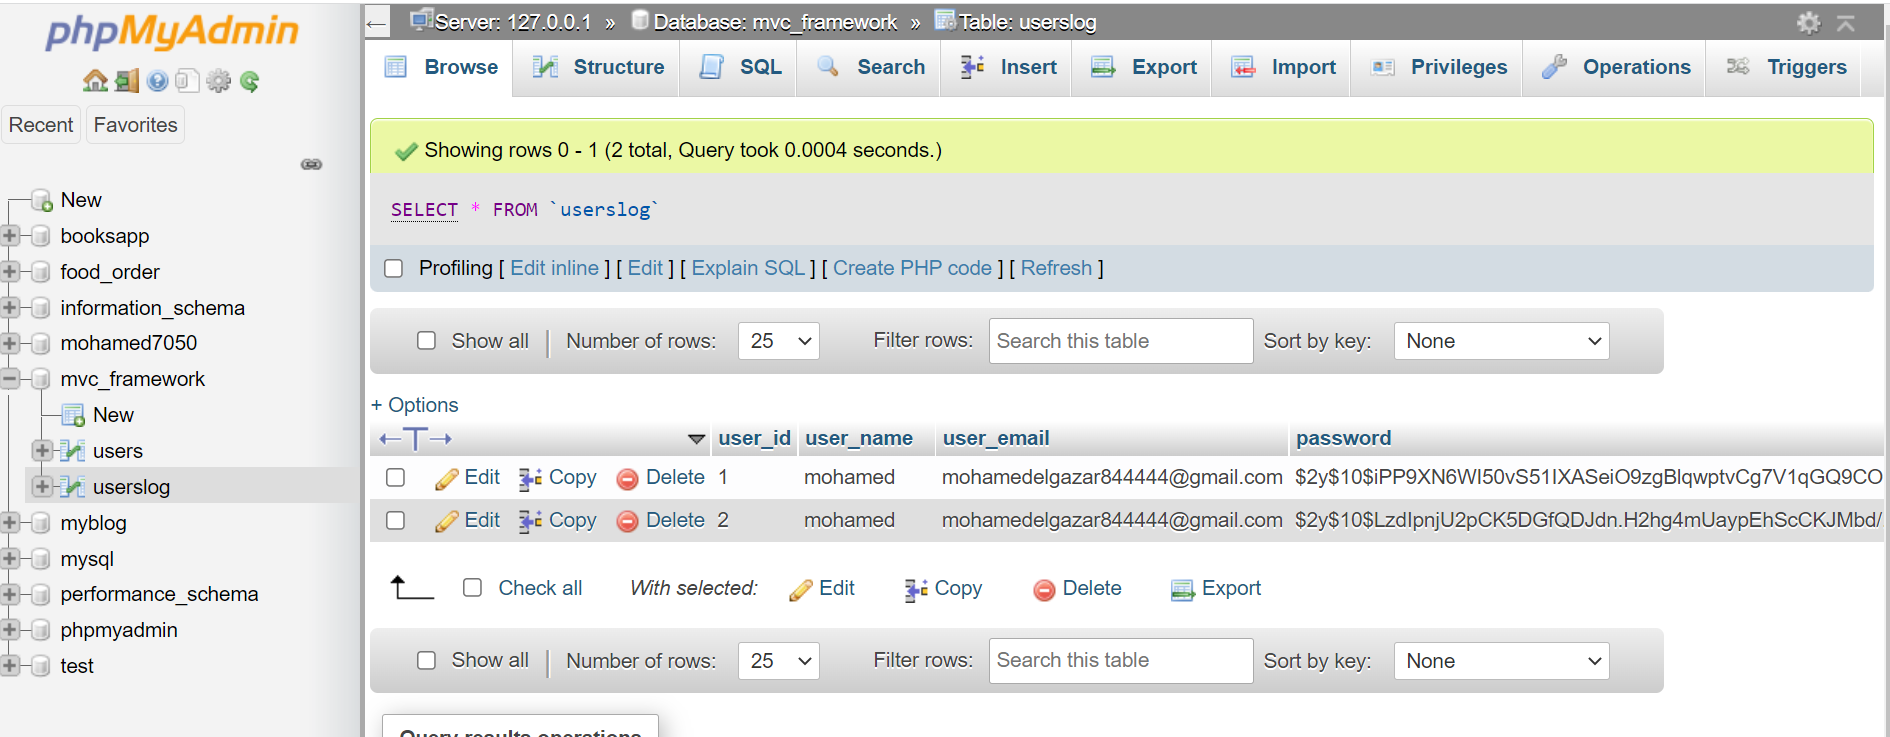 phpMyAdmin
Recent Favorites
New
booksapp
food_order
information_schema
mohamed7050
mvc_framework
New
users
userslog
myblog
mysql
performance_schema
phpmyadmin
test
Server: 127.0.0.1 » Database: mvc_framework » Table: userslog
Browse Structure SQL Search Insert Export Import Privileges Operations Triggers
Showing rows 0 - 1 (2 total, Query took 0.0004 seconds.)
SELECT * FROM `userslog`
Profiling [ Edit inline ] [ Edit ] [ Explain SQL ] [ Create PHP code ] [ Refresh ]
Show all | Number of rows: 25 Filter rows: Search this table Sort by key: None
+ Options
←T→ user_id user_name user_email password
Edit Copy Delete 1 mohamed mohamedelgazar844444@gmail.com $2y$10$iPP9XN6WI50vS51IXASeiO9zgBlqwptvCg7V1qGQ9CO
Edit Copy Delete 2 mohamed mohamedelgazar844444@gmail.com $2y$10$LzdIpnjU2pCK5DGfQDJdn.H2hg4mUaypEhScCKJMbd/
Check all With selected: Edit Copy Delete Export
Show all | Number of rows: 25 Filter rows: Search this table Sort by key: None
Query results operations